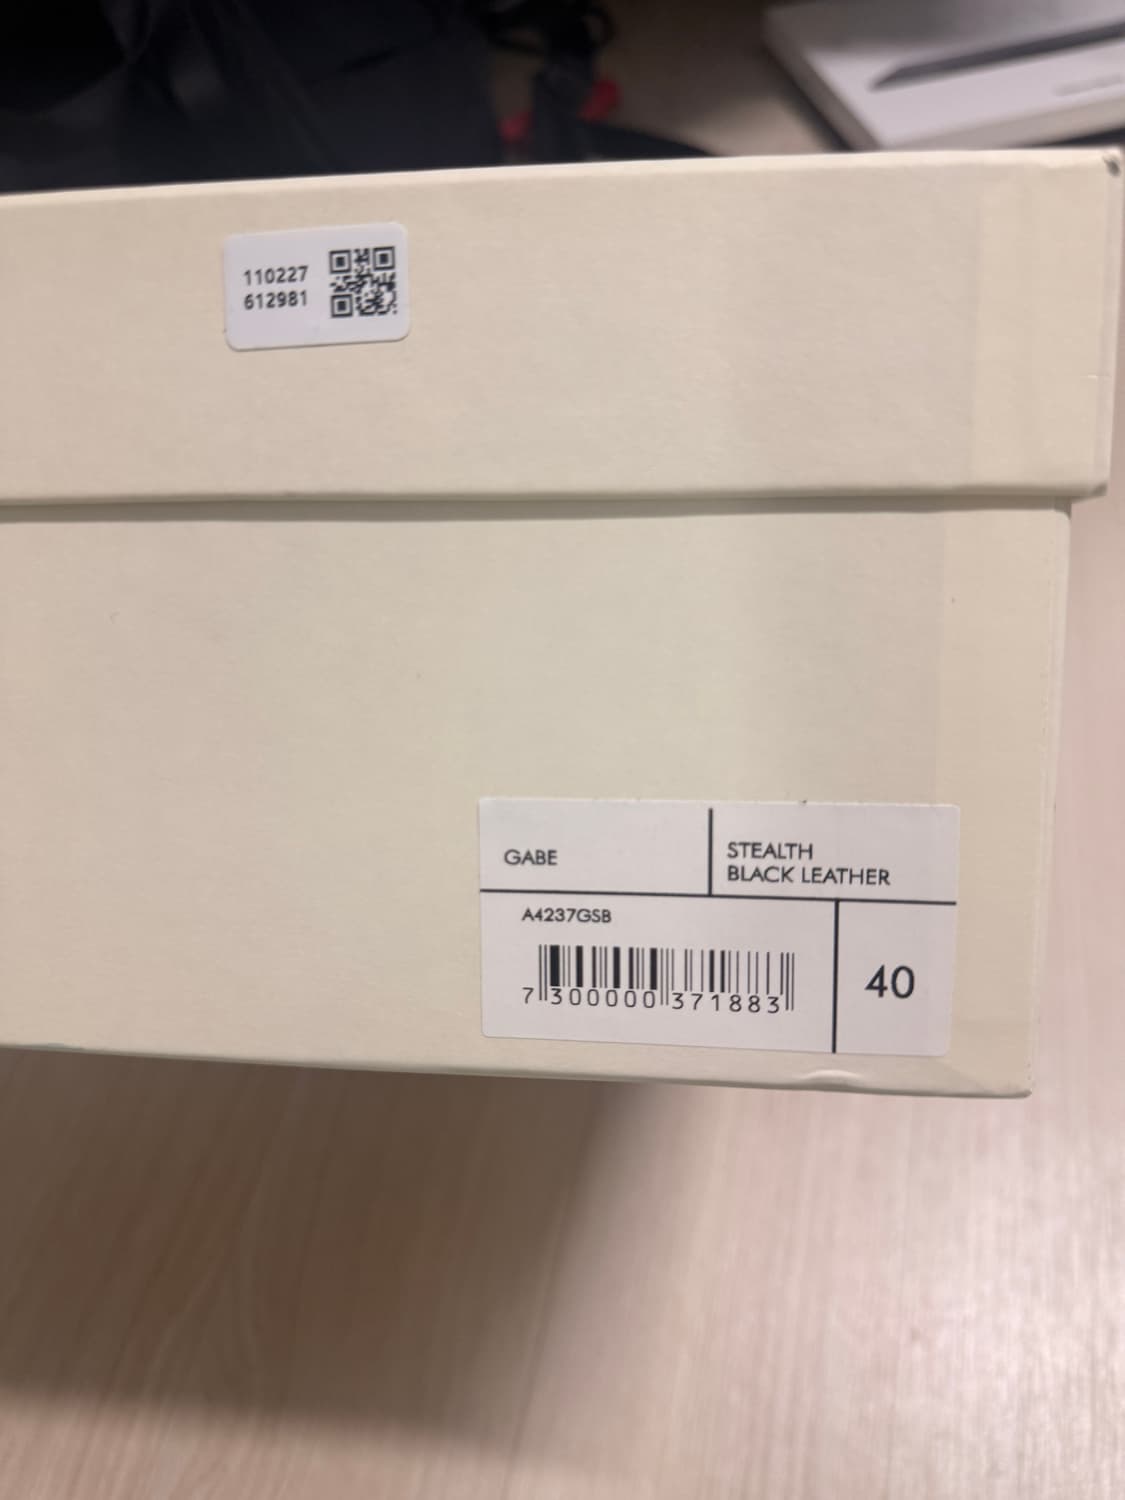 110227
612981
GABE
STEALTH
BLACK LEATHER
A4237GSB
7 300000 371883
40